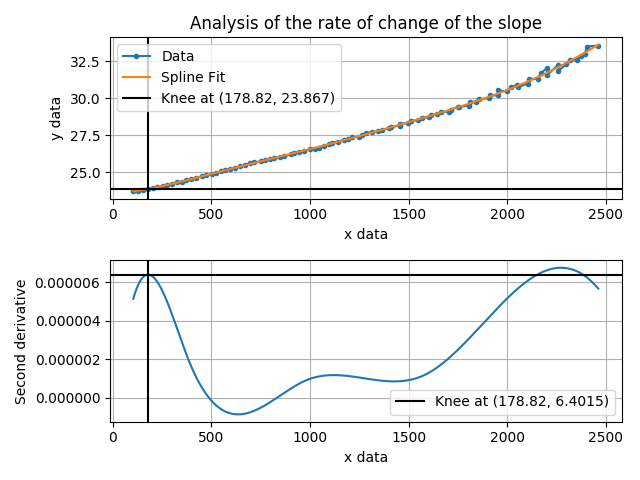 Analysis of the rate of change of the slope
Data
Spline Fit
Knee at (178.82, 23.867)
32.5
30.0
27.5
25.0
y data
0 500 1000 1500 2000 2500
x data
0.000006
0.000004
0.000002
0.000000
Second derivative
Knee at (178.82, 6.4015)
0 500 1000 1500 2000 2500
x data